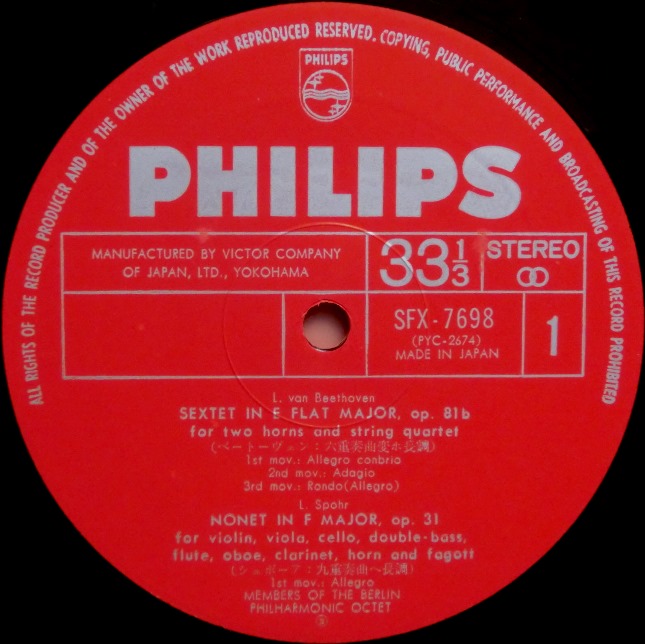 ALL RIGHTS OF THE RECORD PRODUCER AND OF THE OWNER OF THE WORK REPRODUCED RESERVED. COPYING, PUBLIC PERFORMANCE AND BROADCASTING OF THIS RECORD PROHIBITED
PHILIPS
PHILIPS
MANUFACTURED BY VICTOR COMPANY
OF JAPAN, LTD., YOKOHAMA
33 1/3
STEREO
SFX-7698
(PYC-2674)
MADE IN JAPAN
1
L. van Beethoven
SEXTET IN E FLAT MAJOR, op. 81b
for two horns and string quartet
(ベートーヴェン：六重奏曲変ホ長調)
1st mov.: Allegro conbrio
2nd mov.: Adagio
3rd mov.: Rondo(Allegro)
L. Spohr
NONET IN F MAJOR, op. 31
for violin, viola, cello, double-bass,
flute, oboe, clarinet, horn and fagott
(シュポーア：九重奏曲ヘ長調)
1st mov.: Allegro
MEMBERS OF THE BERLIN
PHILHARMONIC OCTET